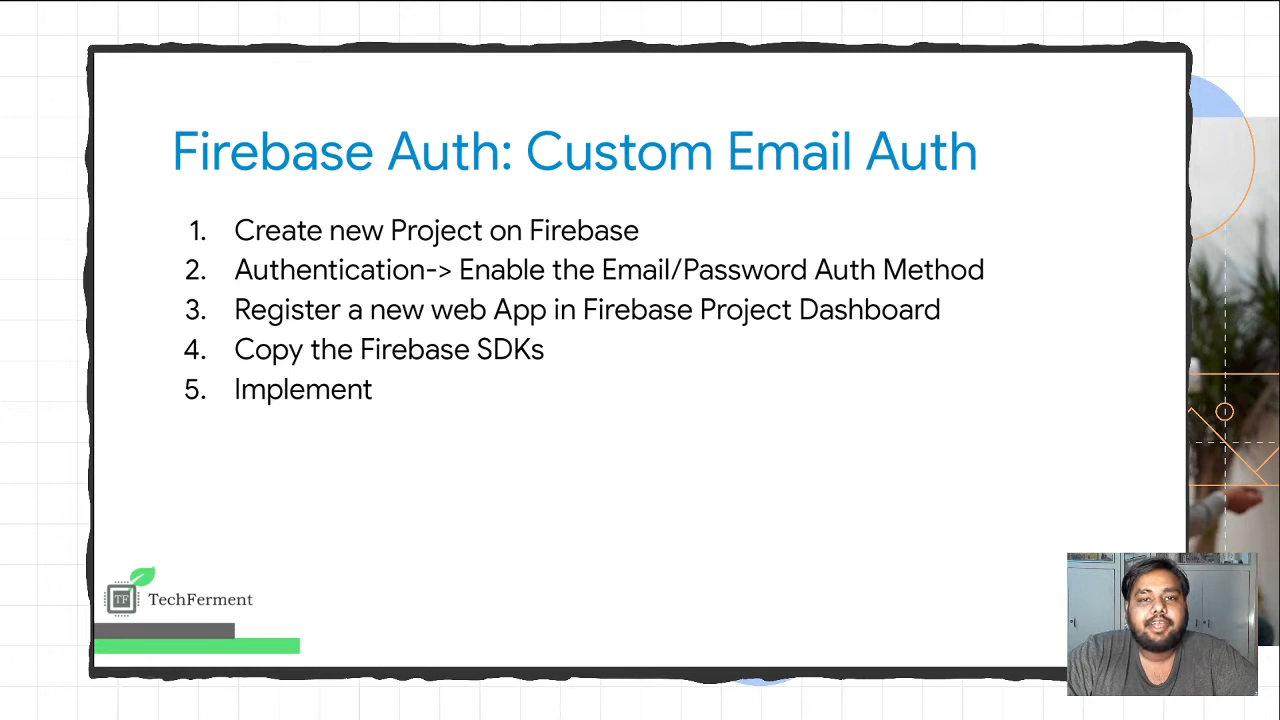 Firebase Auth: Custom Email Auth
1. Create new Project on Firebase
2. Authentication-> Enable the Email/Password Auth Method
3. Register a new web App in Firebase Project Dashboard
4. Copy the Firebase SDKs
5. Implement
TF
TechFerment